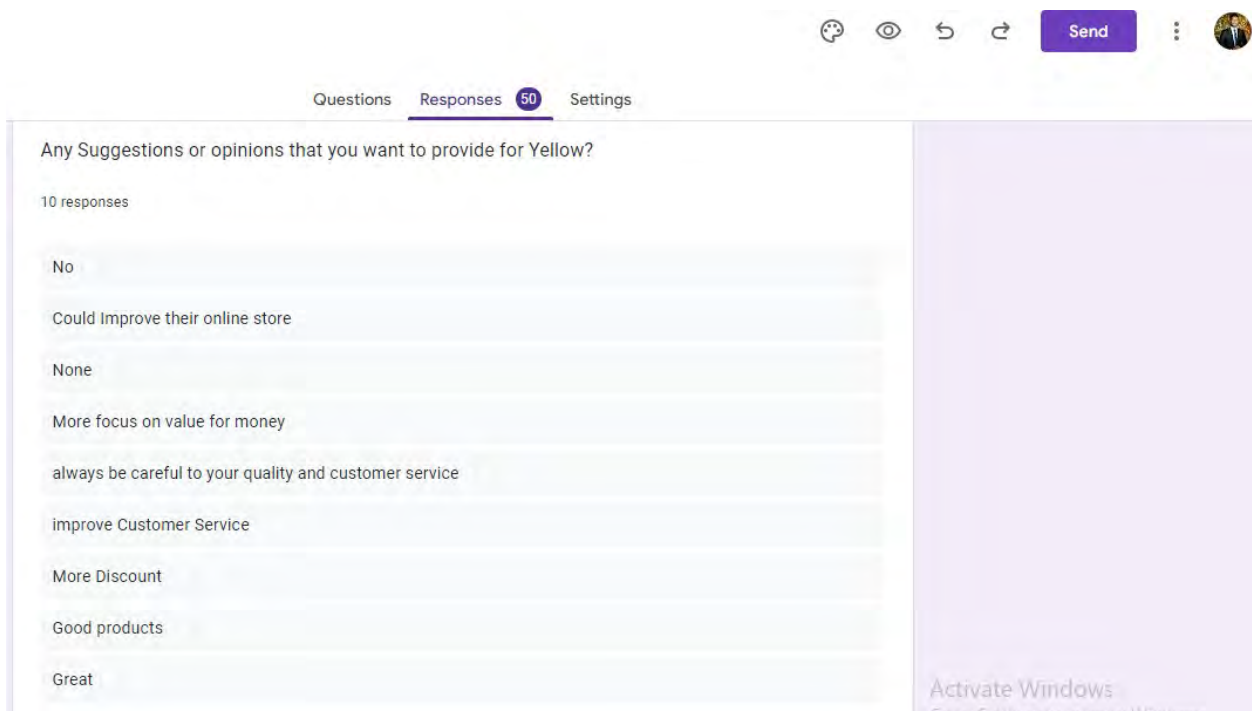 Send
Questions Responses 50 Settings
Any Suggestions or opinions that you want to provide for Yellow?
10 responses
No
Could Improve their online store
None
More focus on value for money
always be careful to your quality and customer service
improve Customer Service
More Discount
Good products
Great
Activate Windows